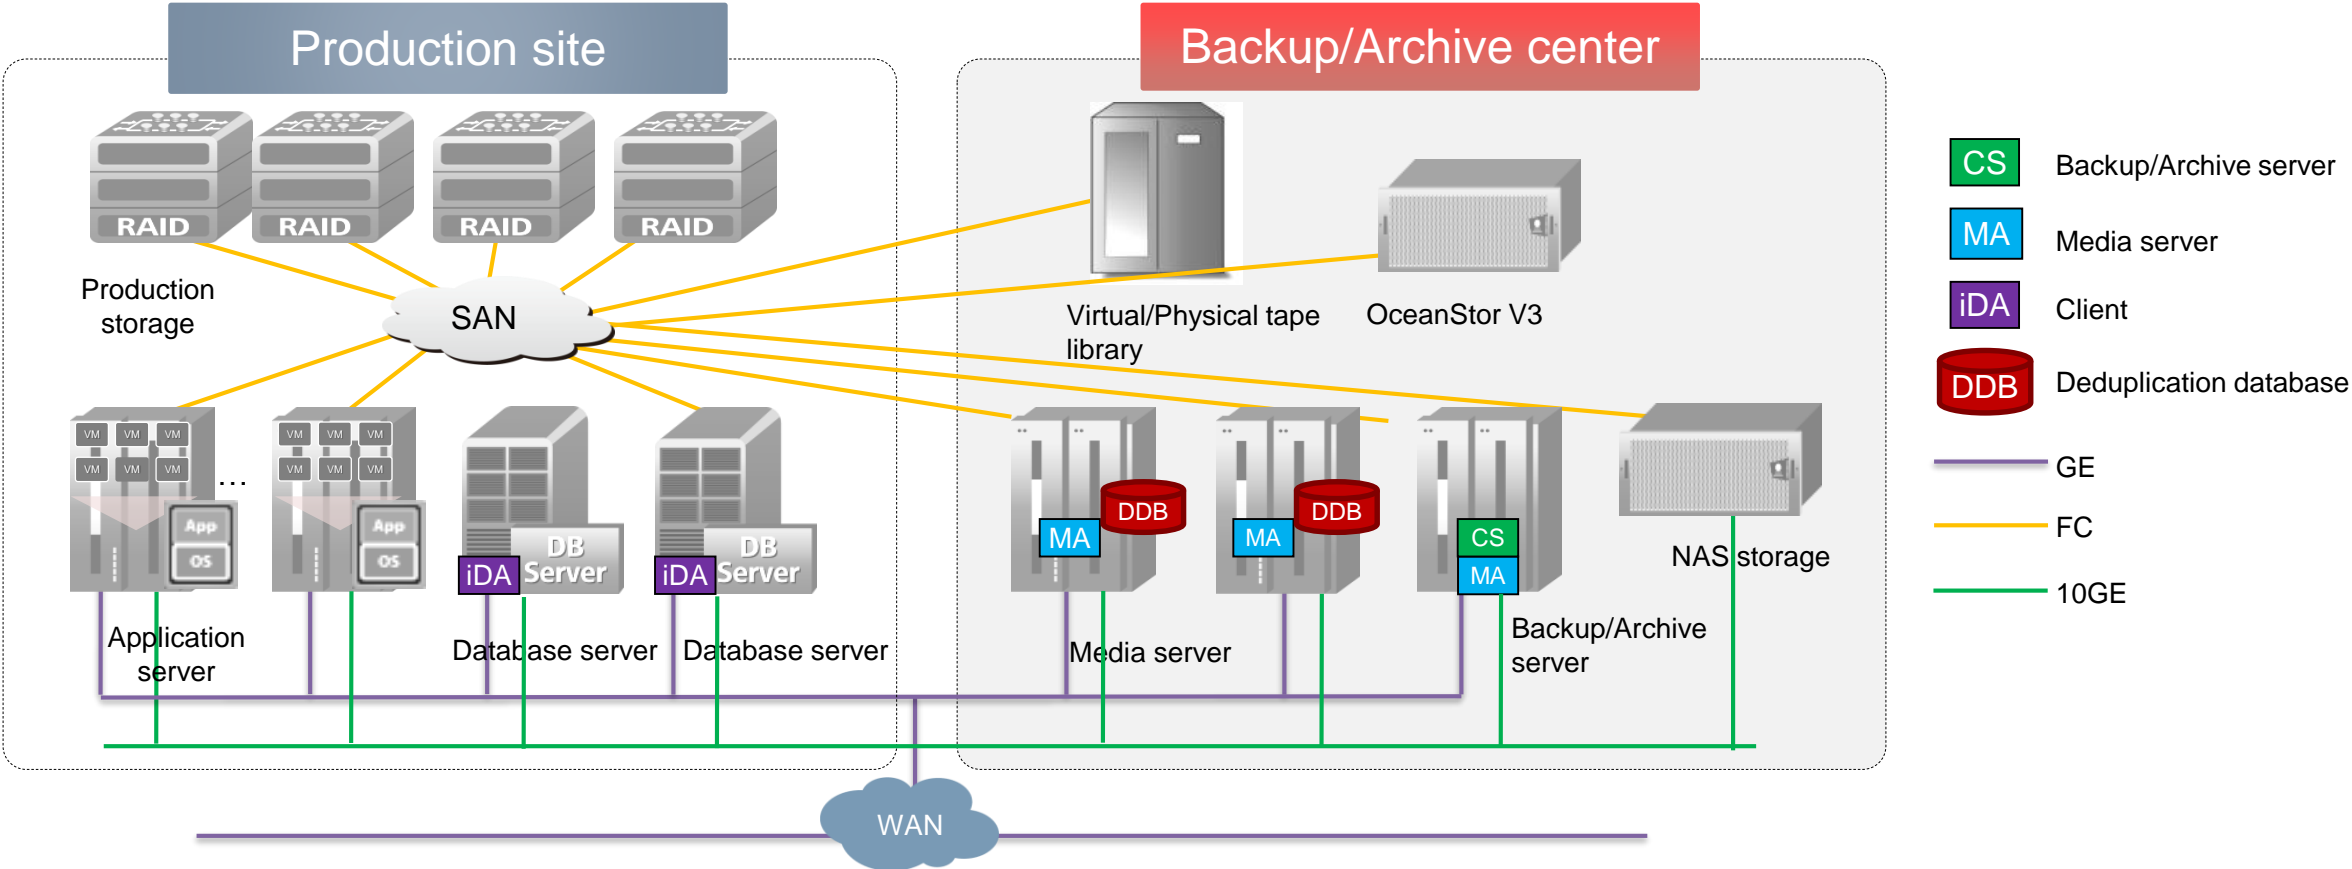 Production site
Backup/Archive center
RAID
RAID
RAID
RAID
Production
storage
SAN
Virtual/Physical tape
library
OceanStor V3
CS
Backup/Archive server
MA
Media server
iDA
Client
DDB
Deduplication database
GE
FC
10GE
VM VM VM
VM VM VM
...
App
OS
VM VM VM
VM VM VM
App
OS
DB
Server
iDA
DB
Server
iDA
MA
DDB
MA
DDB
CS
MA
NAS storage
Application
server
Database server
Database server
Media server
Backup/Archive
server
WAN